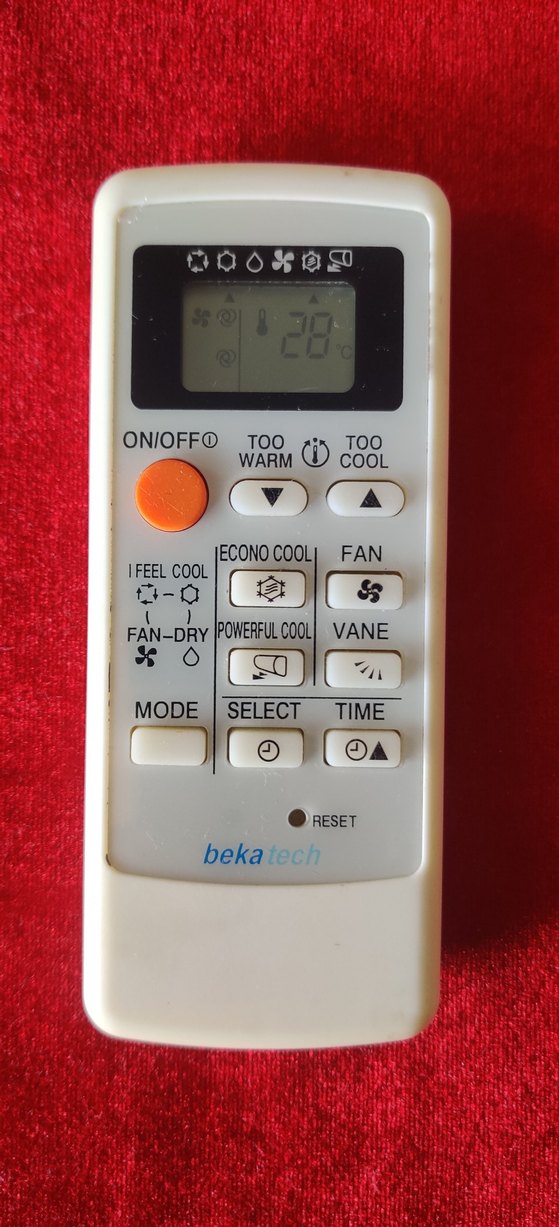 28 °C
ON/OFF
TOO WARM
TOO COOL
ECONO COOL
FAN
I FEEL COOL
FAN–DRY
POWERFUL COOL
VANE
MODE
SELECT
TIME
RESET
bekatech